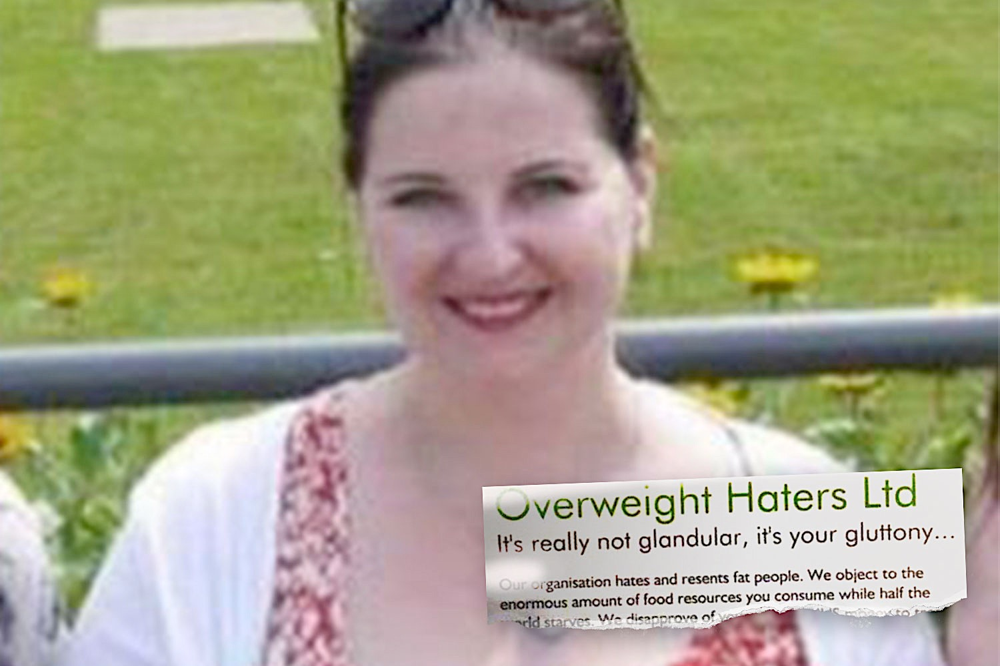 Overweight Haters Ltd
It's really not glandular, it's your gluttony...
Our organisation hates and resents fat people. We object to the
enormous amount of food resources you consume while half the
world starves. We disapprove of